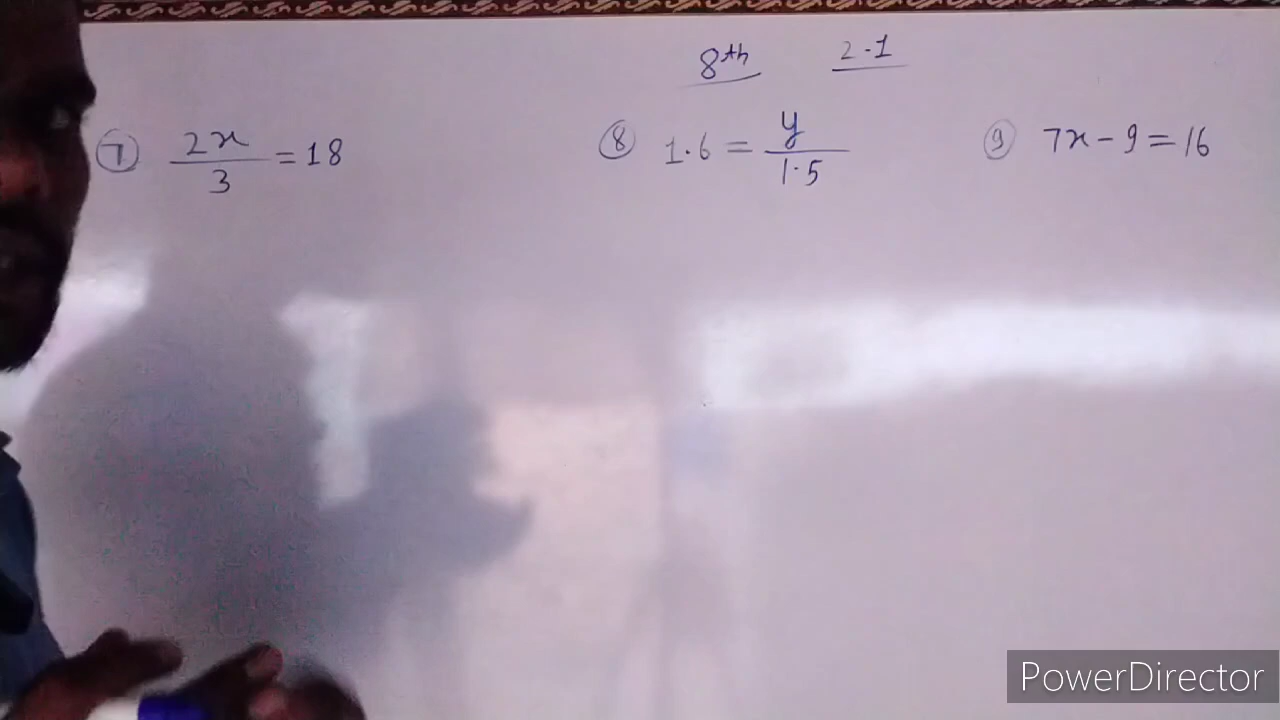 8th 2.1
⑦ 2x/3 = 18
⑧ 1.6 = y/1.5
⑨ 7x - 9 = 16
PowerDirector